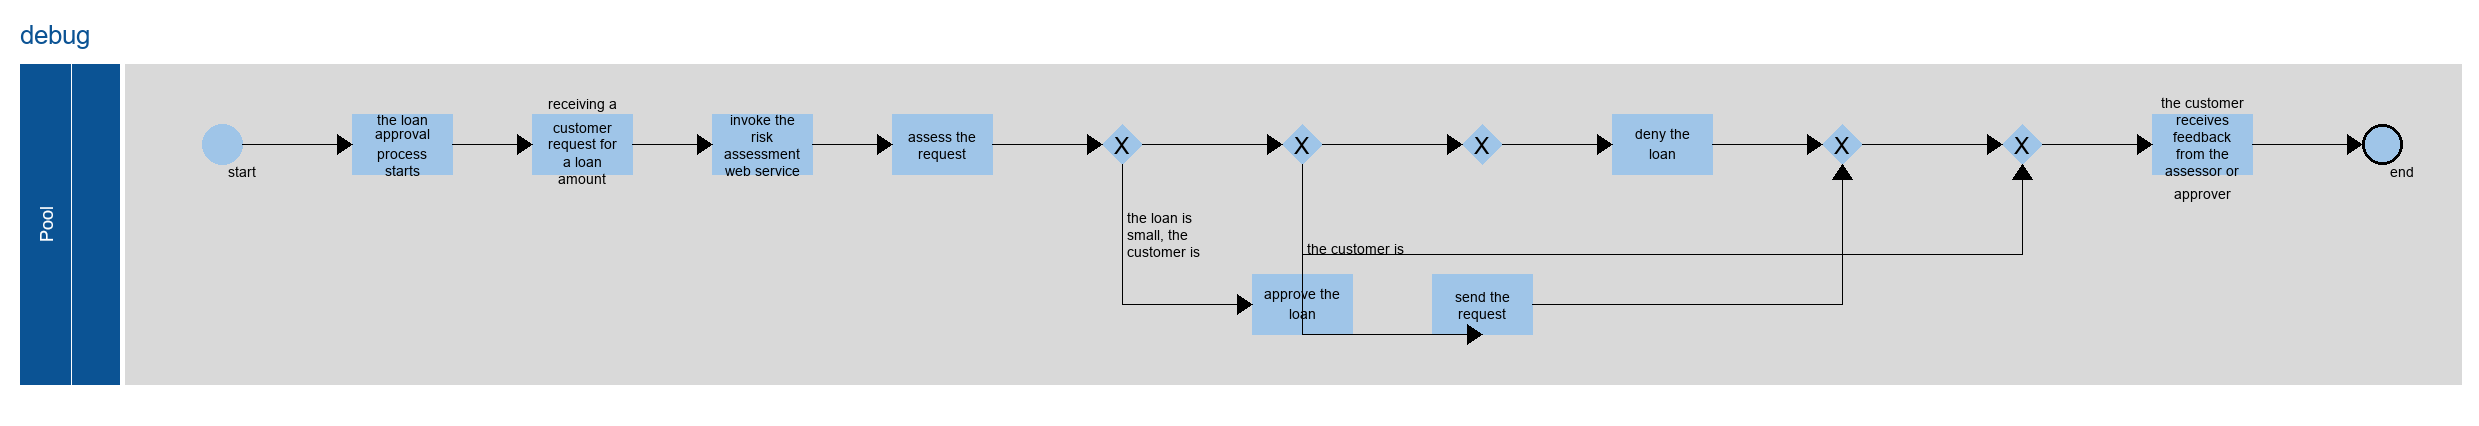 debug
Pool
start
the loan
approval
process
starts
receiving a
customer
request for
a loan
amount
invoke the
risk
assessment
web service
assess the
request
X
the loan is
small, the
customer is
X
the customer is
approve the
loan
X
send the
request
deny the
loan
X
X
the customer
receives
feedback
from the
assessor or
approver
end